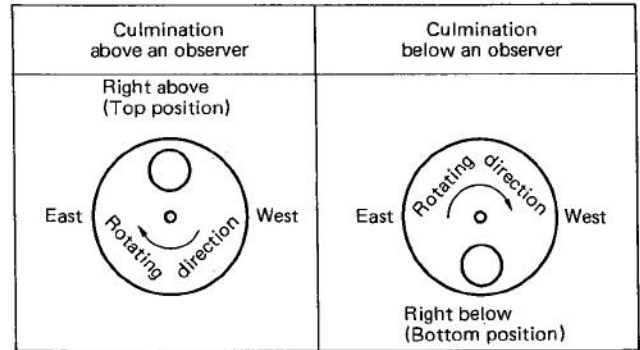 Culmination
above an observer
Culmination
below an observer
Right above
(Top position)
East
West
Rotating direction
East
West
Rotating direction
Right below
(Bottom position)